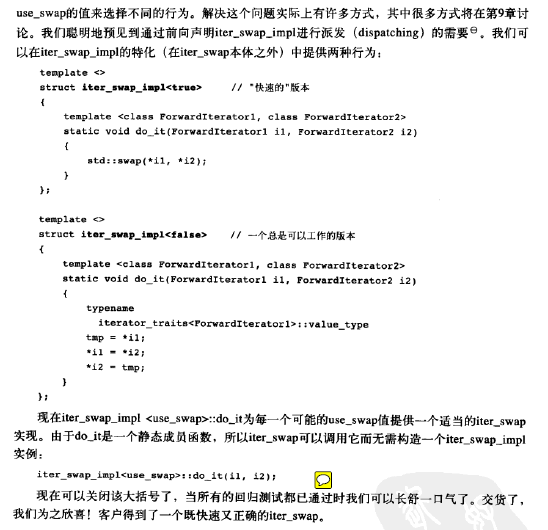 use_swap的值来选择不同的行为。解决这个问题实际上有许多方式，其中很多方式将在第9章讨
论。我们聪明地预见到通过前向声明iter_swap_impl进行派发（dispatching）的需要⊖。我们可
以在iter_swap_impl的特化（在iter_swap本体之外）中提供两种行为：
template <>
struct iter_swap_impl<true>    // "快速的"版本
{
template <class ForwardIterator1, class ForwardIterator2>
static void do_it(ForwardIterator1 i1, ForwardIterator2 i2)
{
std::swap(*i1, *i2);
}
};
template <>
struct iter_swap_impl<false>    // 一个总是可以工作的版本
{
template <class ForwardIterator1, class ForwardIterator2>
static void do_it(ForwardIterator1 i1, ForwardIterator2 i2)
{
typename
iterator_traits<ForwardIterator1>::value_type
tmp = *i1;
*i1 = *i2;
*i2 = tmp;
}
};
现在iter_swap_impl <use_swap>::do_it为每一个可能的use_swap值提供一个适当的iter_swap
实现。由于do_it是一个静态成员函数，所以iter_swap可以调用它而无需构造一个iter_swap_impl
实例：
iter_swap_impl<use_swap>::do_it(i1, i2);
现在可以关闭该大括号了，当所有的回归测试都已通过时我们可以长舒一口气了。交货了，
我们为之欣喜！客户得到了一个既快速又正确的iter_swap。